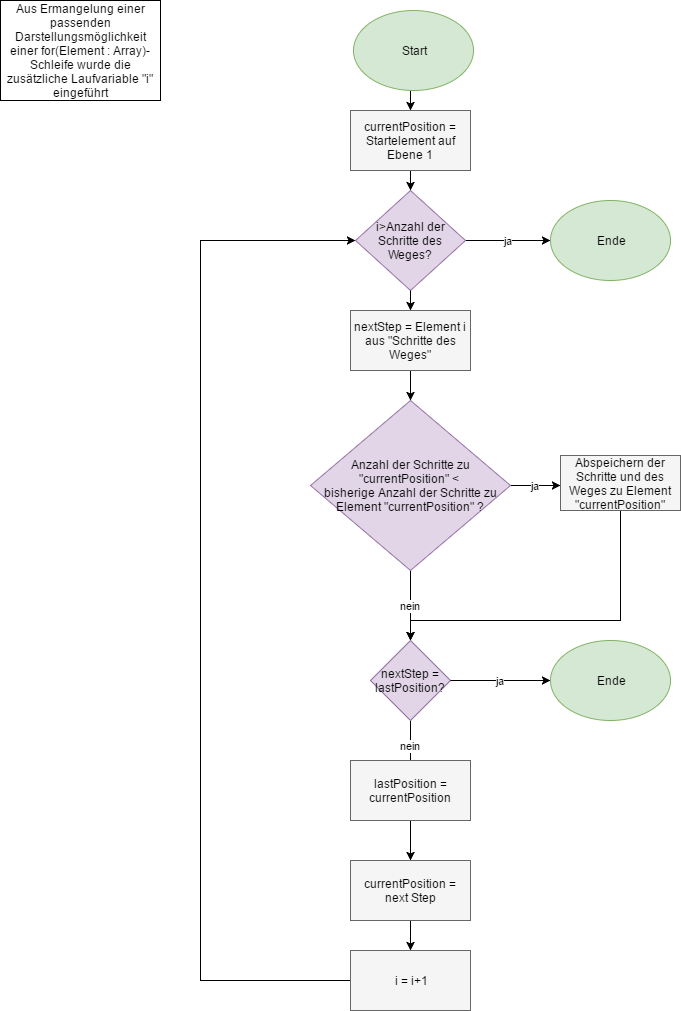 Aus Ermangelung einer
passenden
Darstellungsmöglichkeit
einer for(Element : Array)-
Schleife wurde die
zusätzliche Laufvariable "i"
eingeführt
Start
currentPosition =
Startelement auf
Ebene 1
i>Anzahl der
Schritte des
Weges?
ja
Ende
nextStep = Element i
aus "Schritte des
Weges"
Anzahl der Schritte zu
"currentPosition" <
bisherige Anzahl der Schritte zu
Element "currentPosition" ?
ja
Abspeichern der
Schritte und des
Weges zu Element
"currentPosition"
nein
nextStep =
lastPosition?
ja
Ende
nein
lastPosition =
currentPosition
currentPosition =
next Step
i = i+1